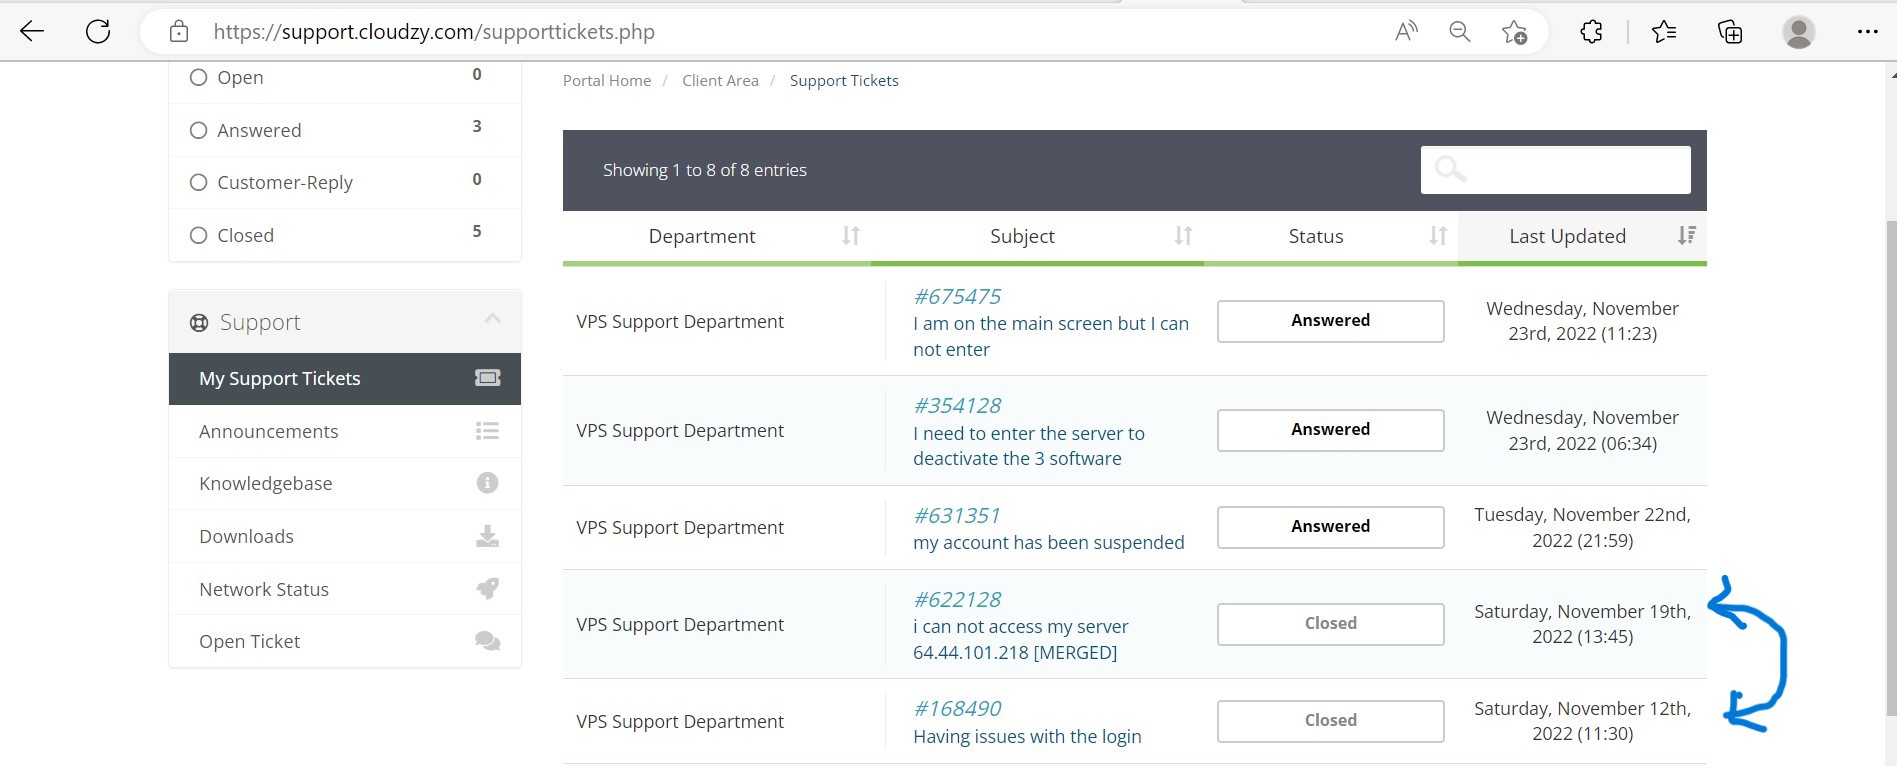 https://support.cloudzy.com/supporttickets.php
Open 0
Answered 3
Customer-Reply 0
Closed 5
Support
My Support Tickets
Announcements
Knowledgebase
Downloads
Network Status
Open Ticket
Portal Home / Client Area / Support Tickets
Showing 1 to 8 of 8 entries
Department Subject Status Last Updated
VPS Support Department
#675475
I am on the main screen but I can
not enter
Answered
Wednesday, November
23rd, 2022 (11:23)
VPS Support Department
#354128
I need to enter the server to
deactivate the 3 software
Answered
Wednesday, November
23rd, 2022 (06:34)
VPS Support Department
#631351
my account has been suspended
Answered
Tuesday, November 22nd,
2022 (21:59)
VPS Support Department
#622128
i can not access my server
64.44.101.218 [MERGED]
Closed
Saturday, November 19th,
2022 (13:45)
VPS Support Department
#168490
Having issues with the login
Closed
Saturday, November 12th,
2022 (11:30)